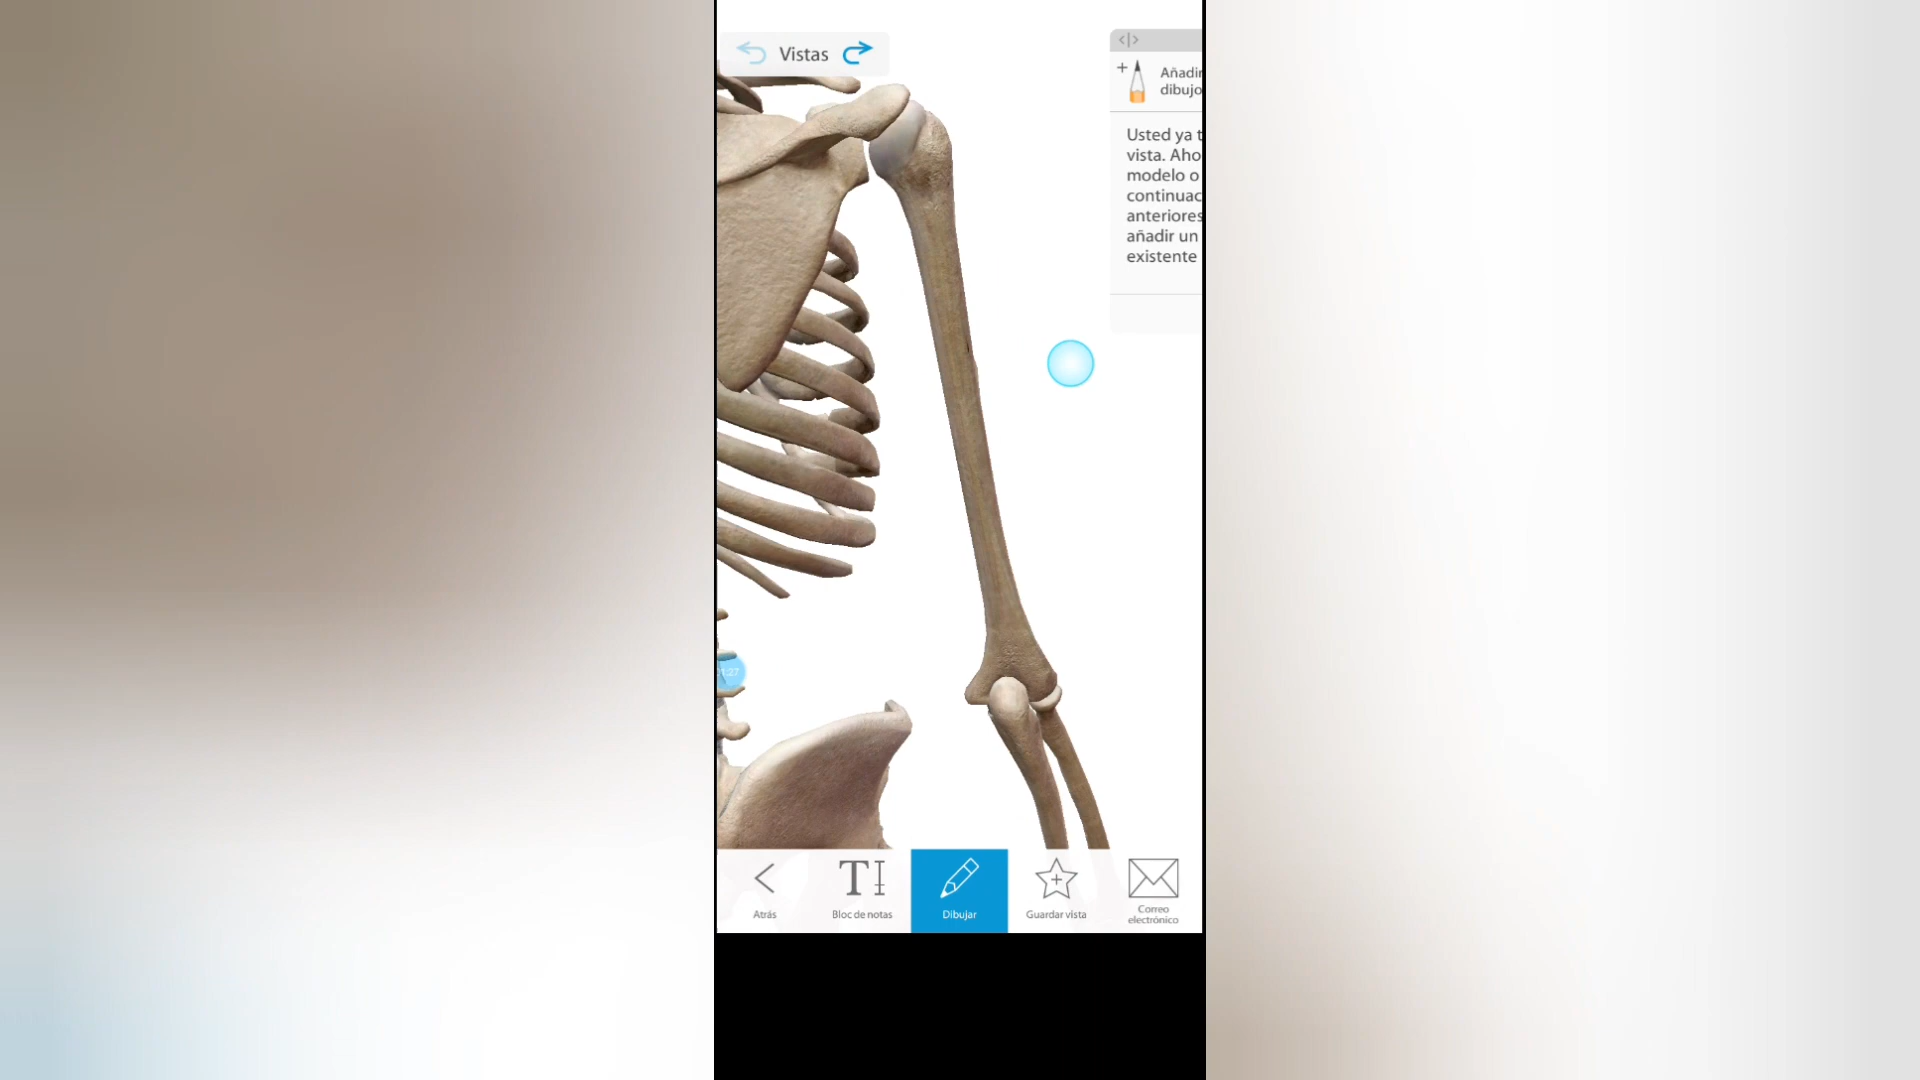 Vistas
Añadir
dibujo
Usted ya t
vista. Aho
modelo o
continuac
anteriores
añadir un
existente
Atrás
Bloc de notas
Dibujar
Guardar vista
Correo
electrónico